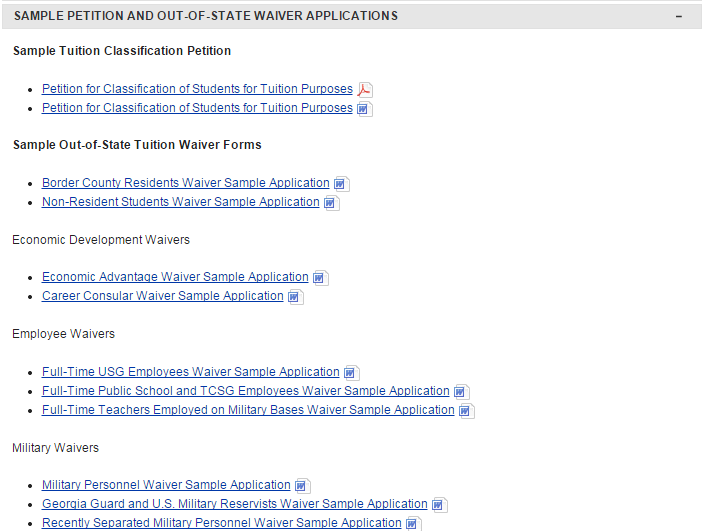 SAMPLE PETITION AND OUT-OF-STATE WAIVER APPLICATIONS –
Sample Tuition Classification Petition
Petition for Classification of Students for Tuition Purposes
Petition for Classification of Students for Tuition Purposes
Sample Out-of-State Tuition Waiver Forms
Border County Residents Waiver Sample Application
Non-Resident Students Waiver Sample Application
Economic Development Waivers
Economic Advantage Waiver Sample Application
Career Consular Waiver Sample Application
Employee Waivers
Full-Time USG Employees Waiver Sample Application
Full-Time Public School and TCSG Employees Waiver Sample Application
Full-Time Teachers Employed on Military Bases Waiver Sample Application
Military Waivers
Military Personnel Waiver Sample Application
Georgia Guard and U.S. Military Reservists Waiver Sample Application
Recently Separated Military Personnel Waiver Sample Application